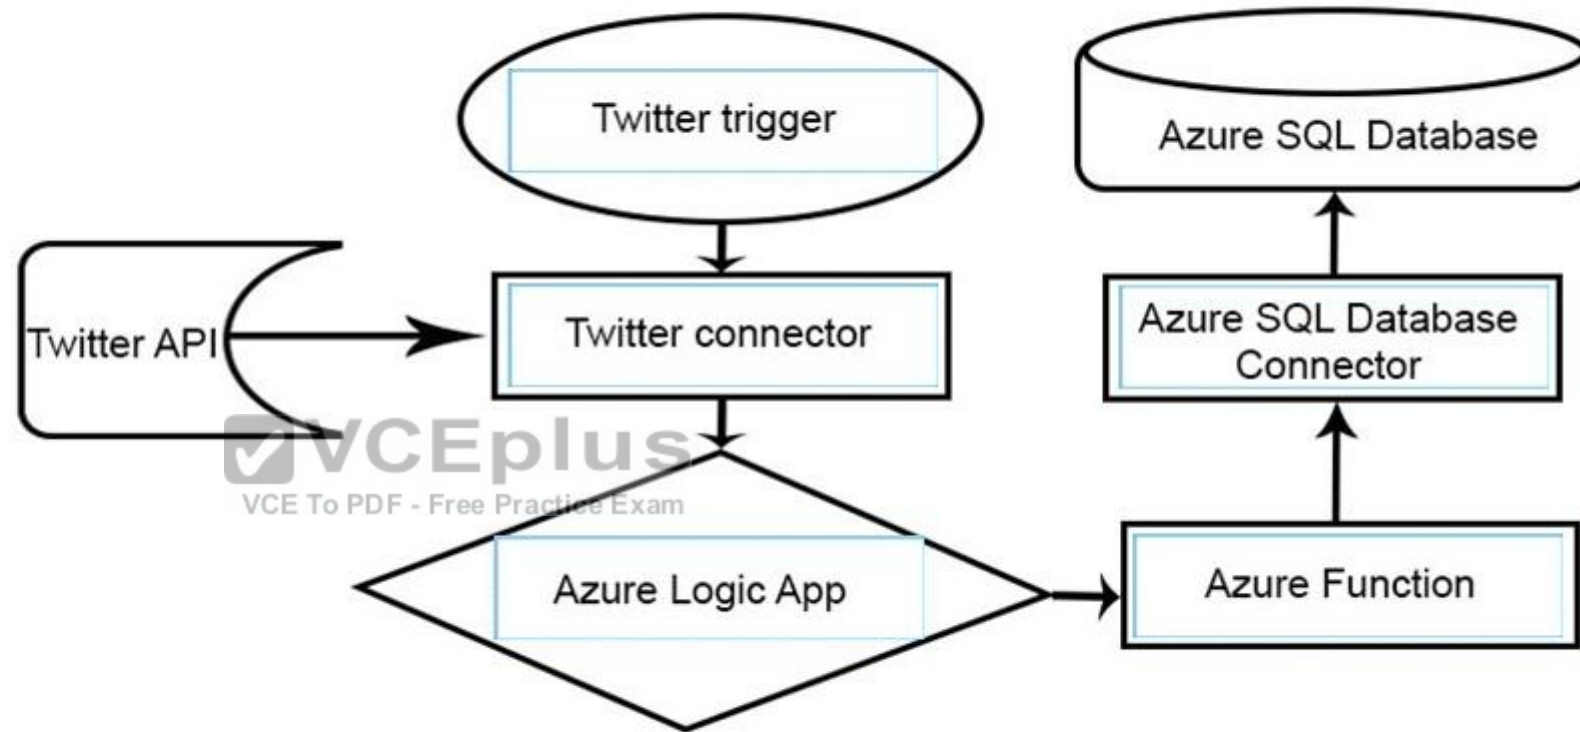 Twitter trigger
Azure SQL Database
Twitter API
Twitter connector
Azure SQL Database
Connector
VCEplus
VCE To PDF - Free Practice Exam
Azure Logic App
Azure Function